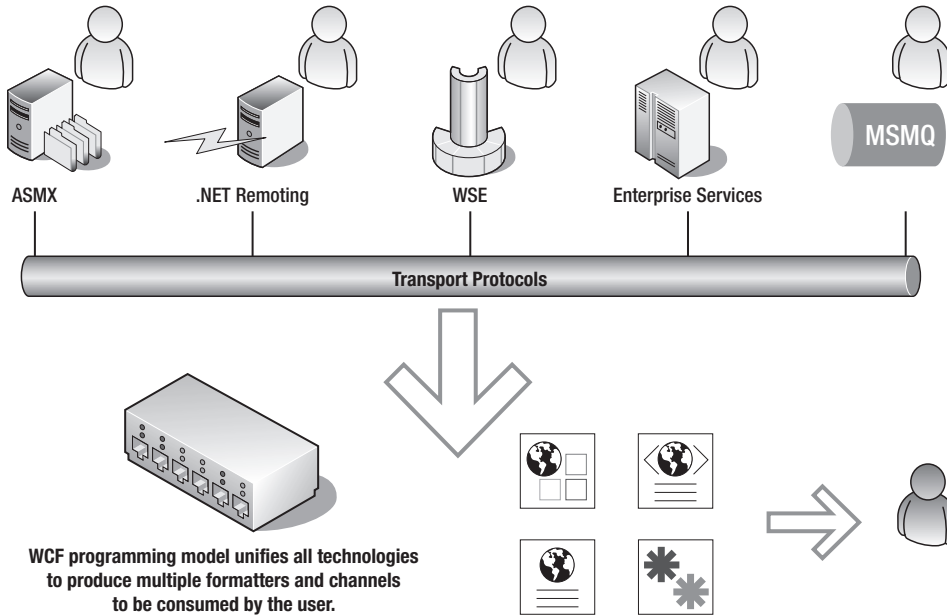 MSMQ
ASMX
.NET Remoting
WSE
Enterprise Services
Transport Protocols
WCF programming model unifies all technologies
to produce multiple formatters and channels
to be consumed by the user.